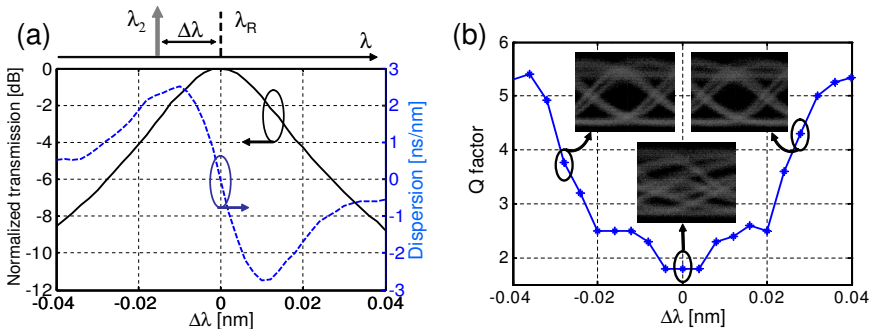 (a)
λ2
Δλ
λR
λ
Normalized transmission [dB]
0
-2
-4
-6
-8
-10
-12
3
2
1
0
-1
-2
-3
Dispersion [ns/nm]
-0.04
-0.02
0
0.02
0.04
Δλ [nm]
(b)
Q factor
6
5
4
3
2
-0.04
-0.02
0
0.02
0.04
Δλ [nm]